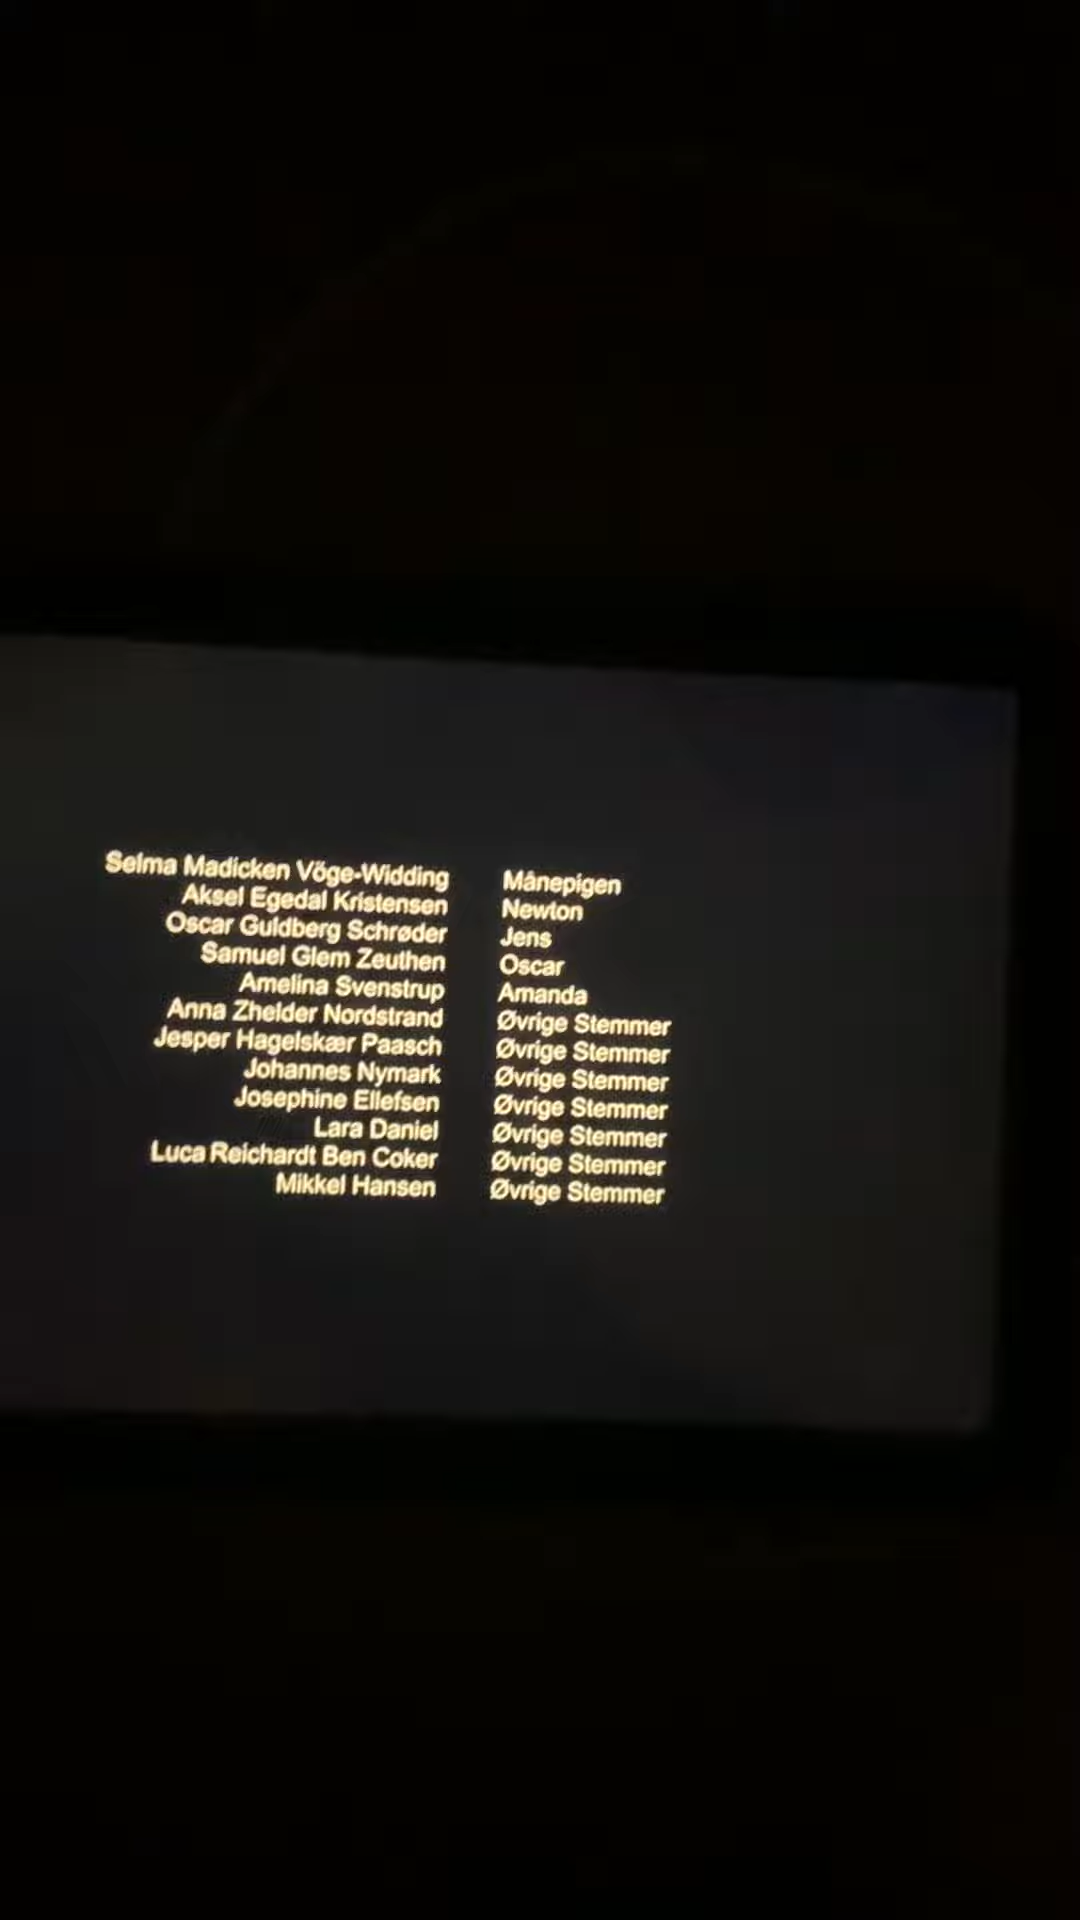 Selma Madicken Vöge-Widding Månepigen
Aksel Egedal Kristensen Newton
Oscar Guldberg Schrøder Jens
Samuel Glem Zeuthen Oscar
Amelina Svenstrup Amanda
Anna Zhelder Nordstrand Øvrige Stemmer
Jesper Hagelskær Paasch Øvrige Stemmer
Johannes Nymark Øvrige Stemmer
Josephine Ellefsen Øvrige Stemmer
Lara Daniel Øvrige Stemmer
Luca Reichardt Ben Coker Øvrige Stemmer
Mikkel Hansen Øvrige Stemmer